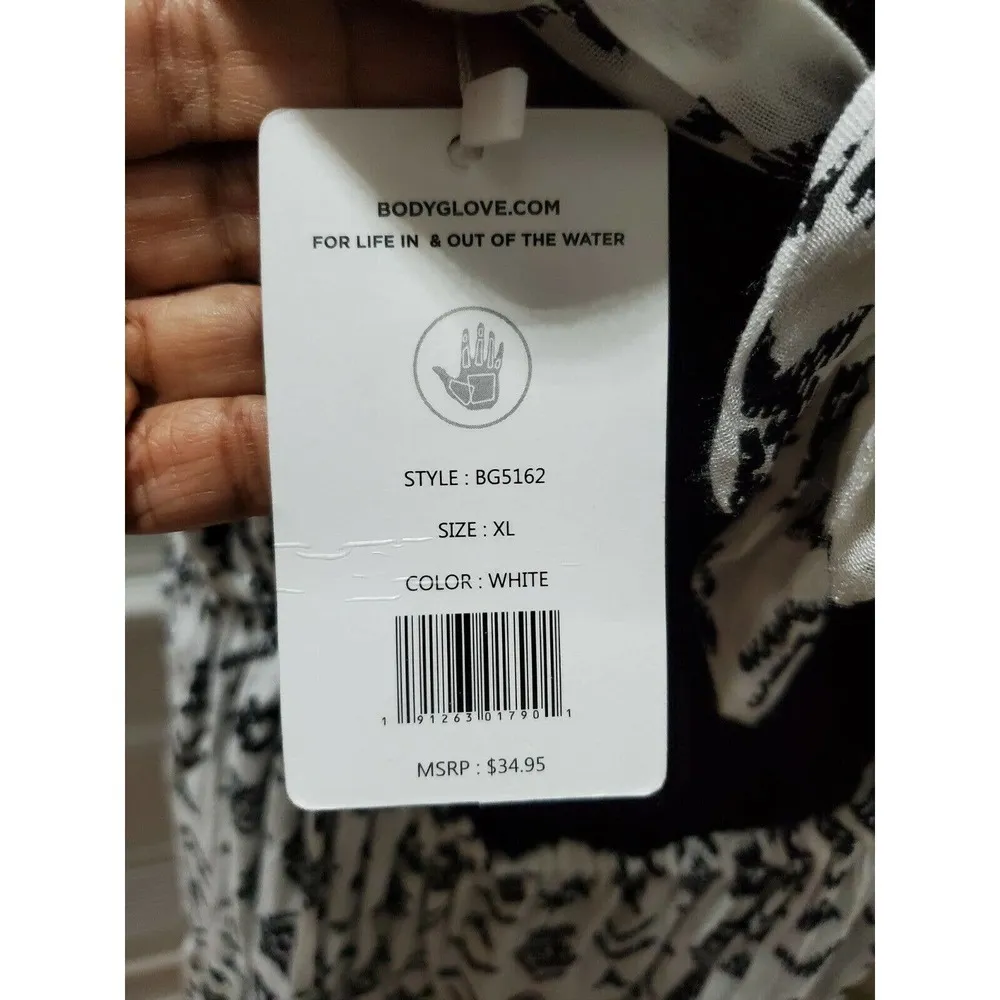 BODYGLOVE.COM
FOR LIFE IN & OUT OF THE WATER
STYLE : BG5162
SIZE : XL
COLOR : WHITE
1 91263 01790 1
MSRP : $34.95